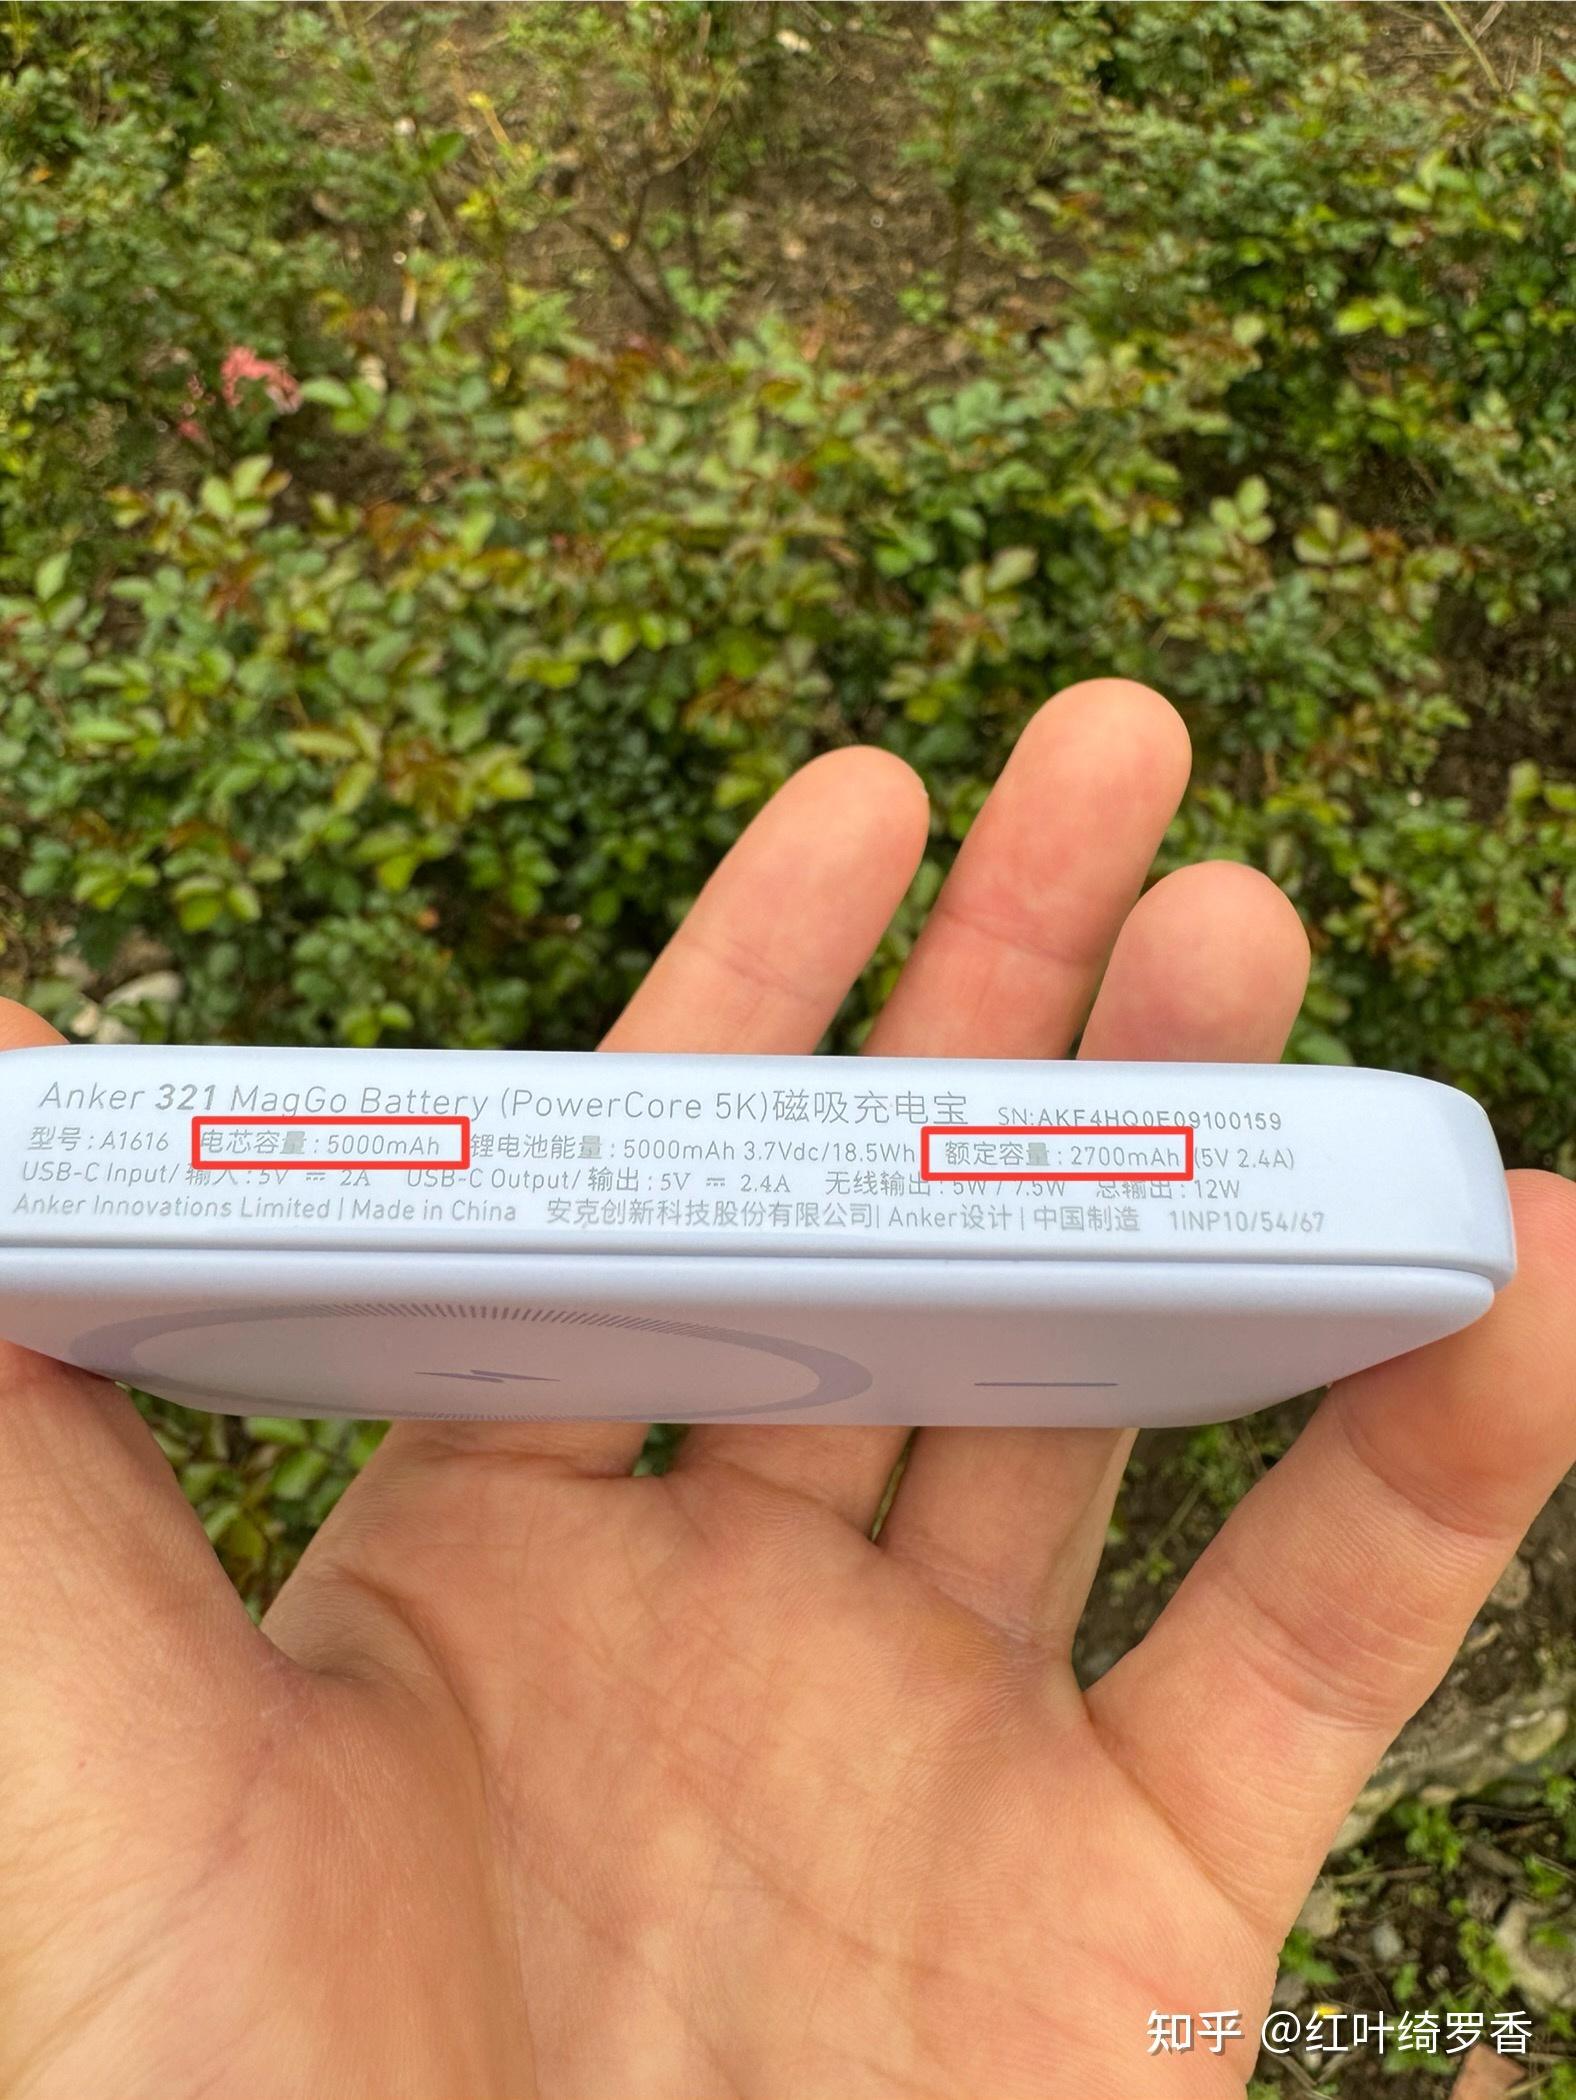 Anker 321 MagGo Battery (PowerCore 5K)磁吸充电宝 SN:AKF4HQ0E09100159
型号:A1616 电芯容量:5000mAh 锂电池能量:5000mAh 3.7Vdc/18.5Wh 额定容量:2700mAh (5V 2.4A)
USB-C Input/输入:5V ⎓ 2A USB-C Output/输出:5V ⎓ 2.4A 无线输出:5W / 7.5W 总输出:12W
Anker Innovations Limited | Made in China 安克创新科技股份有限公司| Anker设计 | 中国制造 1INP10/54/67
知乎 @红叶绮罗香